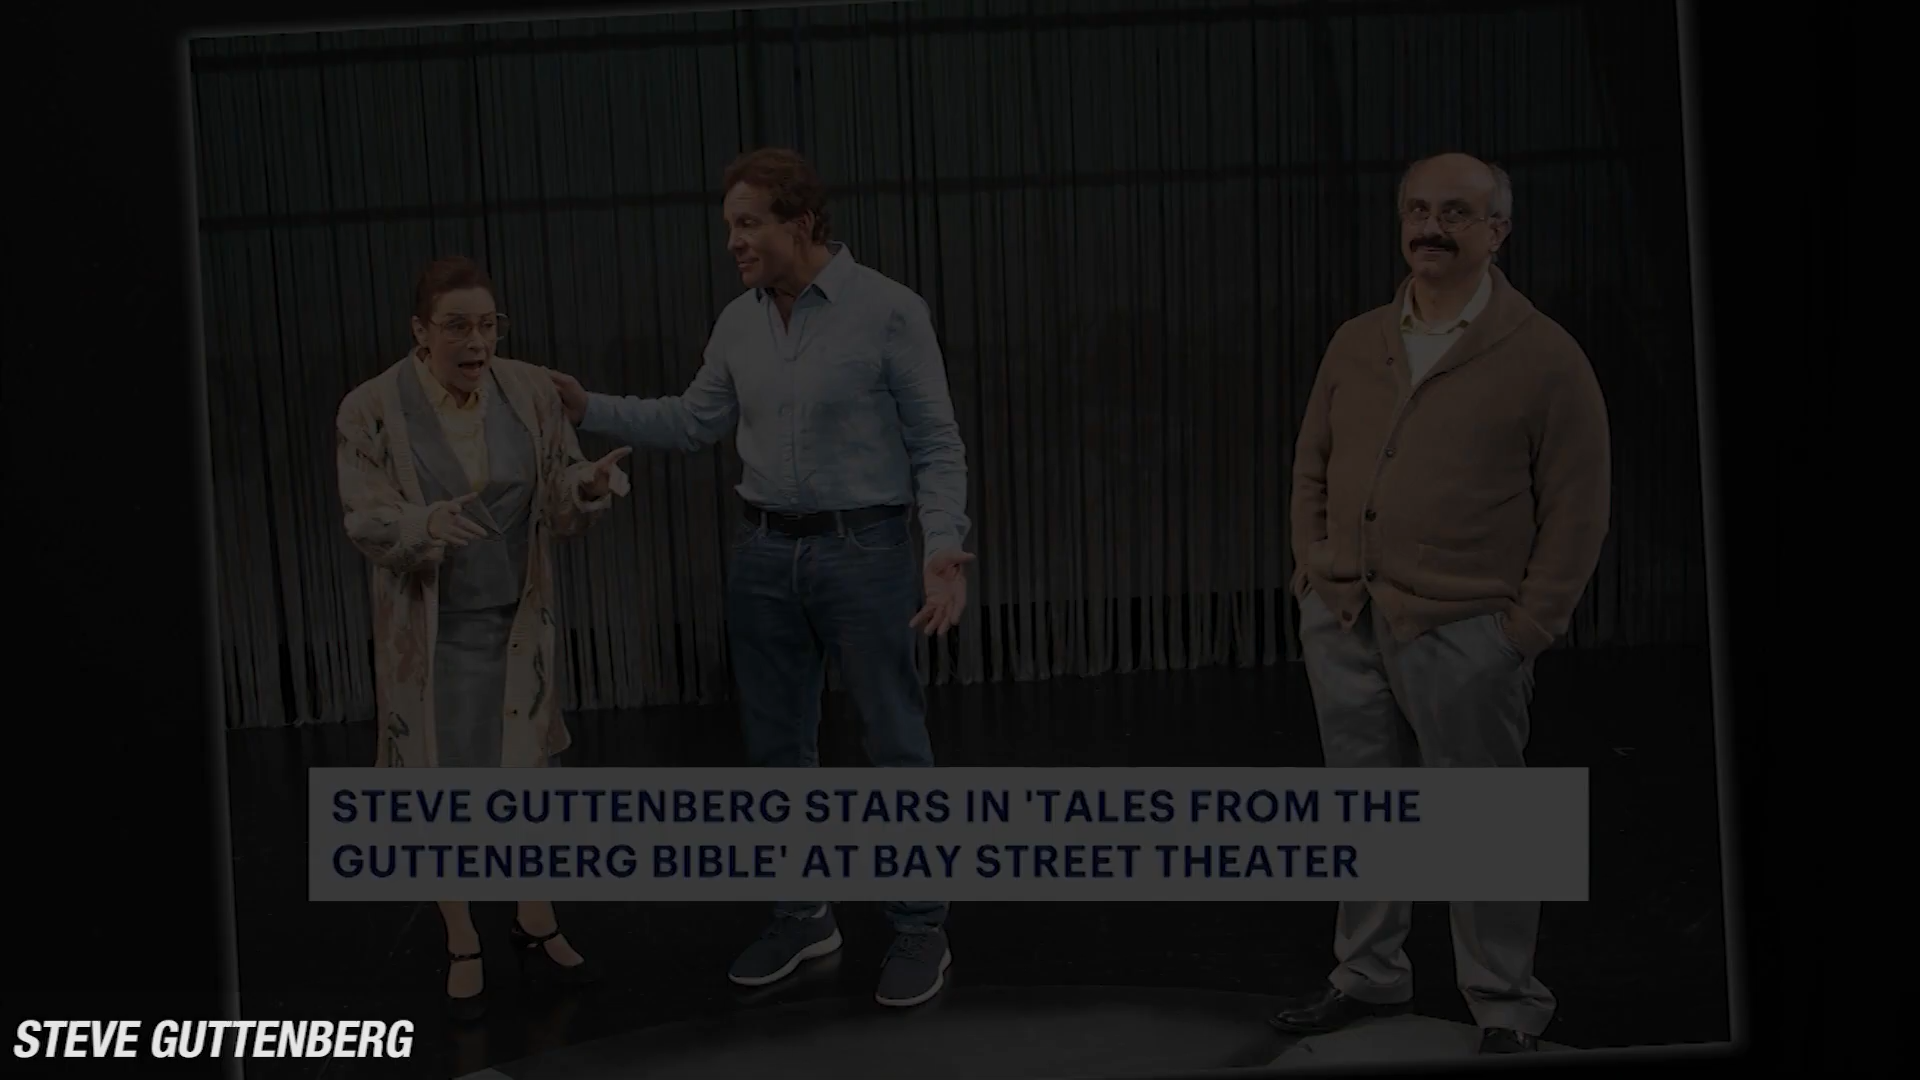 STEVE GUTTENBERG STARS IN 'TALES FROM THE
GUTTENBERG BIBLE' AT BAY STREET THEATER
STEVE GUTTENBERG